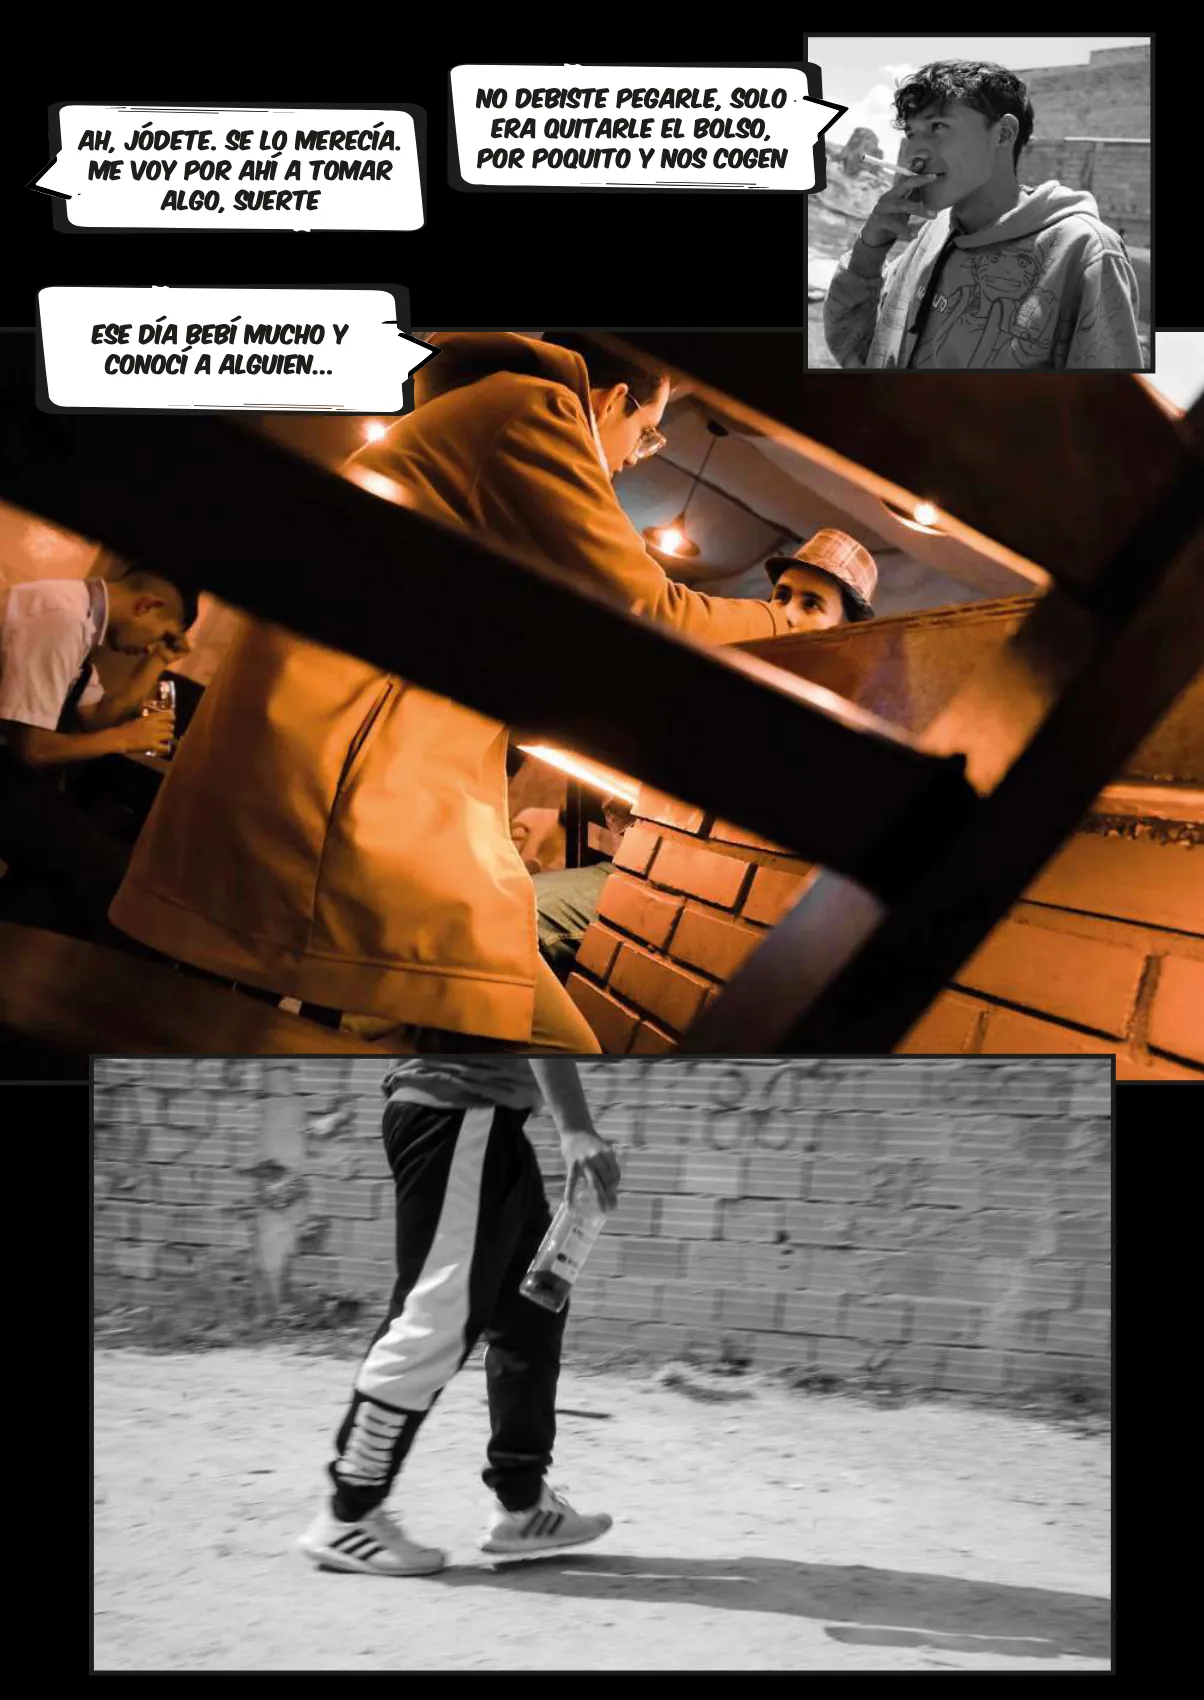 NO DEBISTE PEGARLE, SOLO
ERA QUITARLE EL BOLSO,
POR POQUITO Y NOS COGEN
AH, JÓDETE. SE LO MERECÍA.
ME VOY POR AHÍ A TOMAR
ALGO, SUERTE
ESE DÍA BEBÍ MUCHO Y
CONOCÍ A ALGUIEN...